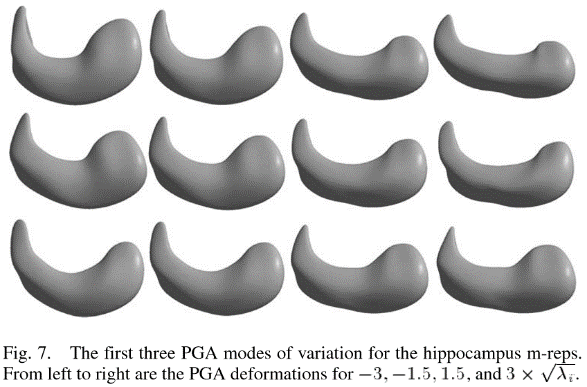 Fig. 7. The first three PGA modes of variation for the hippocampus m-reps.
From left to right are the PGA deformations for −3, −1.5, 1.5, and 3 × √λᵢ.